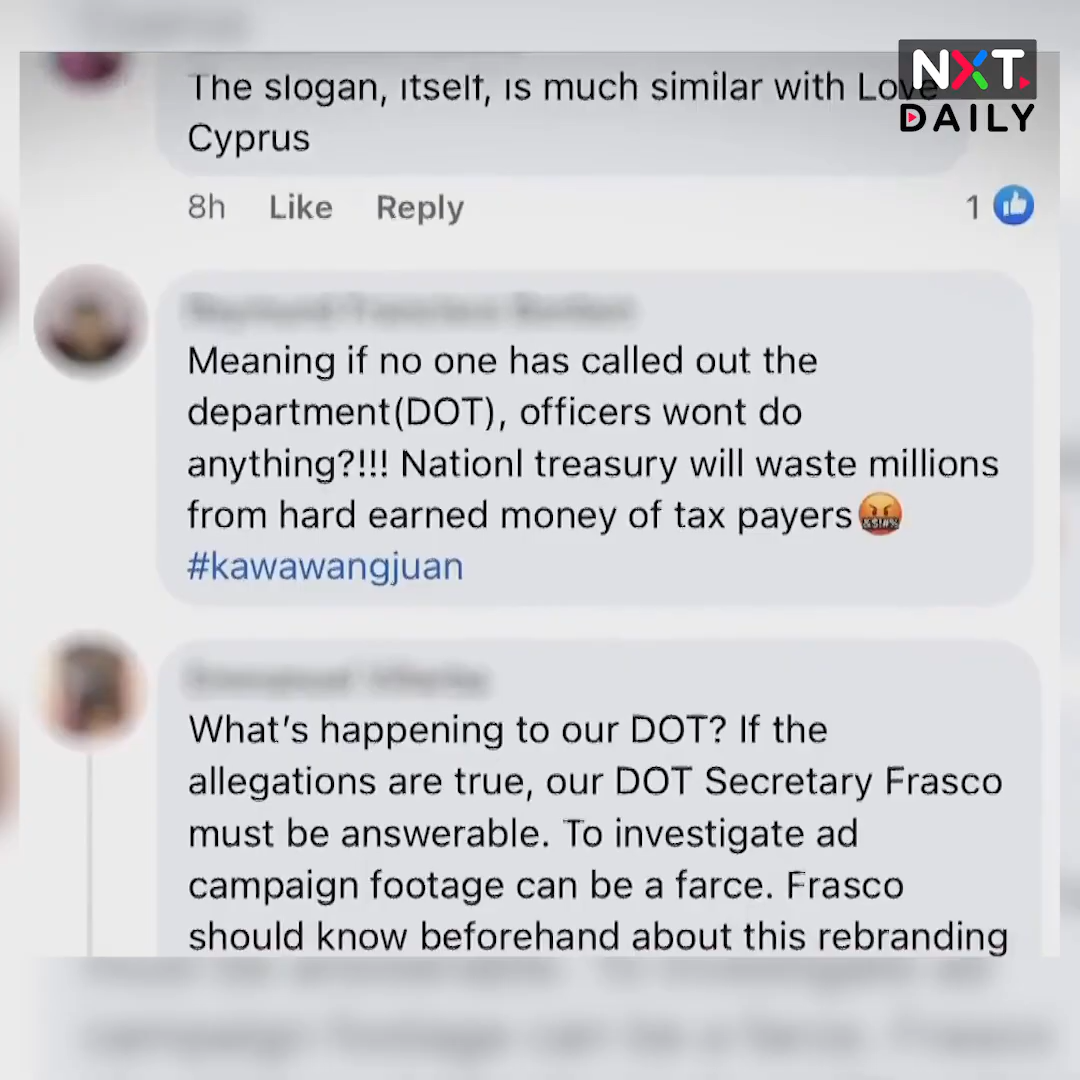 NXT.
DAILY
The slogan, itself, is much similar with Love
Cyprus
8h Like Reply 1
Meaning if no one has called out the
department(DOT), officers wont do
anything?!!! Nationl treasury will waste millions
from hard earned money of tax payers
#kawawangjuan
What's happening to our DOT? If the
allegations are true, our DOT Secretary Frasco
must be answerable. To investigate ad
campaign footage can be a farce. Frasco
should know beforehand about this rebranding